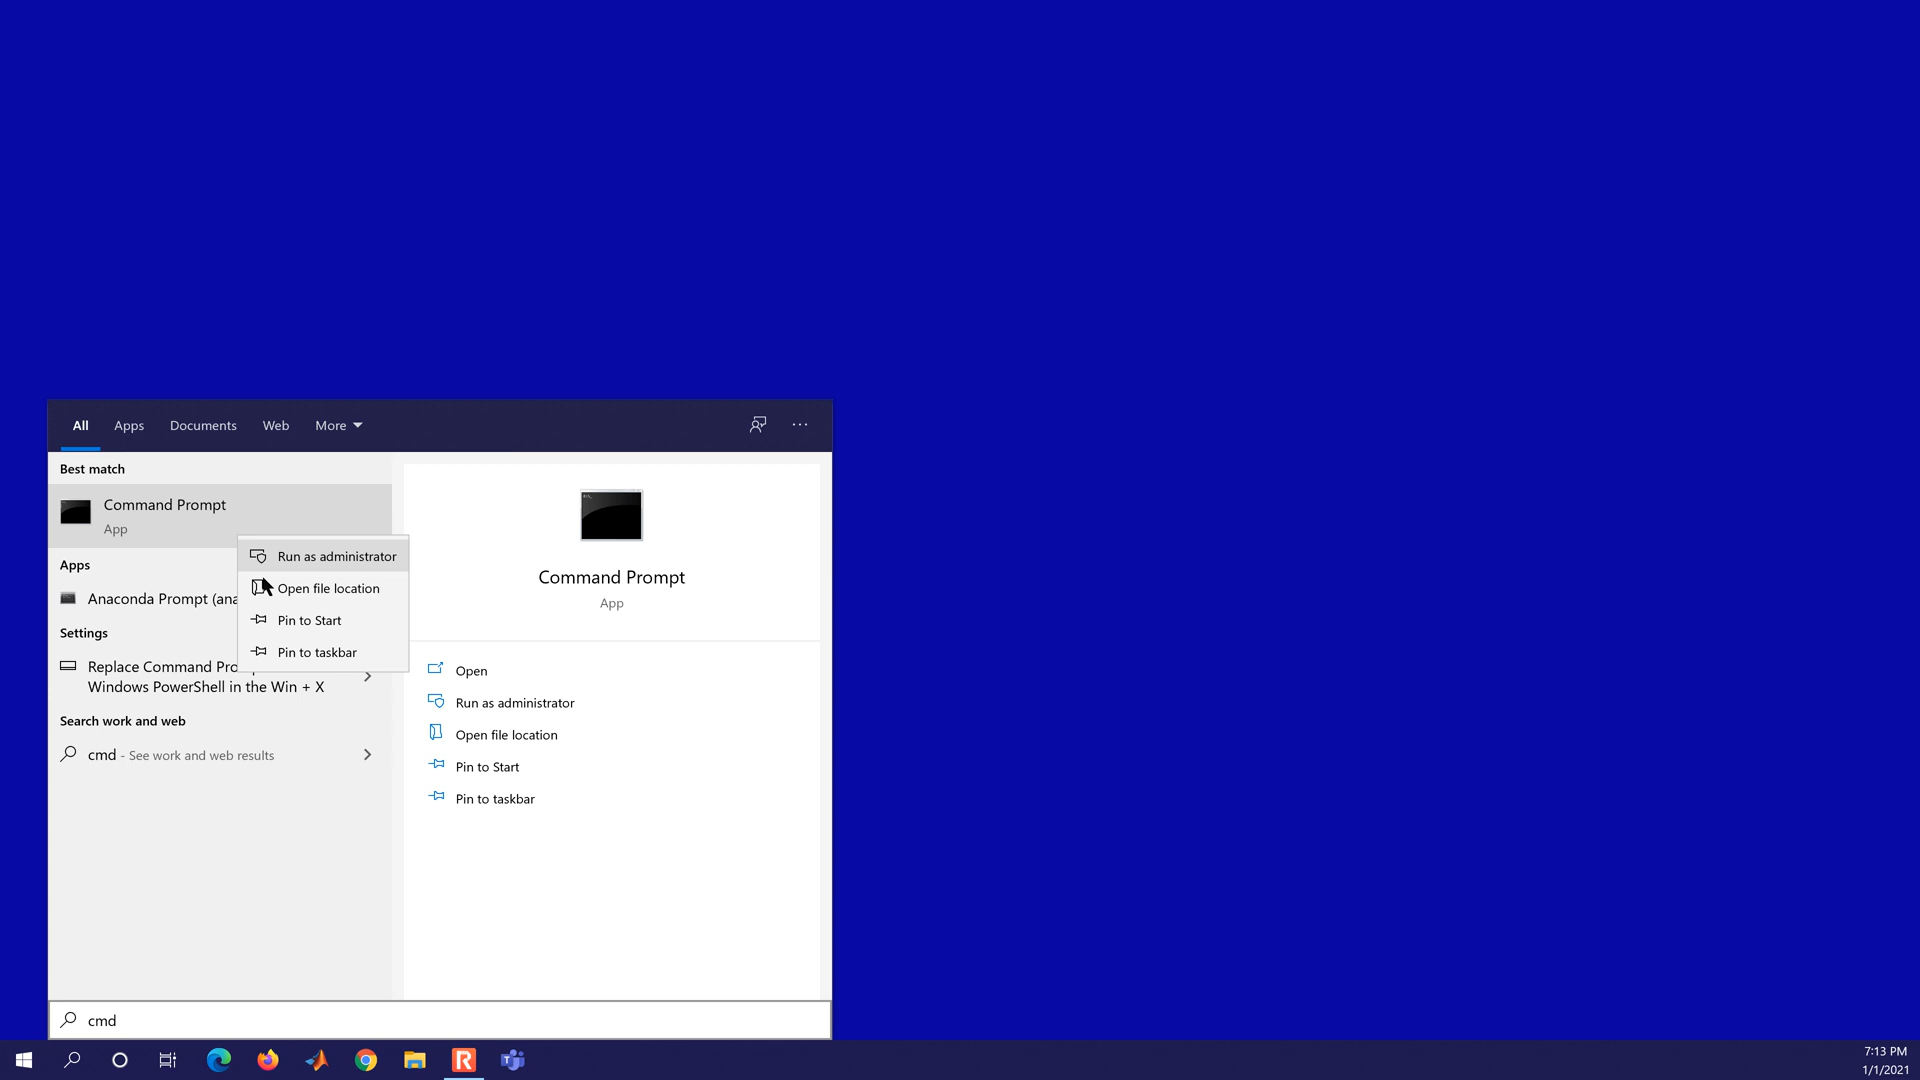 All
Apps
Documents
Web
More
Best match
Command Prompt
App
Run as administrator
Open file location
Pin to Start
Pin to taskbar
Apps
Anaconda Prompt (ana
Settings
Replace Command Pro
Windows PowerShell in the Win + X
Search work and web
cmd - See work and web results
Command Prompt
App
Open
Run as administrator
Open file location
Pin to Start
Pin to taskbar
cmd
7:13 PM
1/1/2021